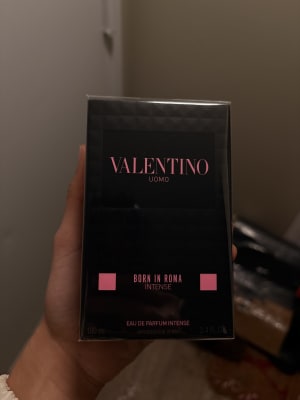 VALENTINO
UOMO
BORN IN ROMA
INTENSE
EAU DE PARFUM INTENSE